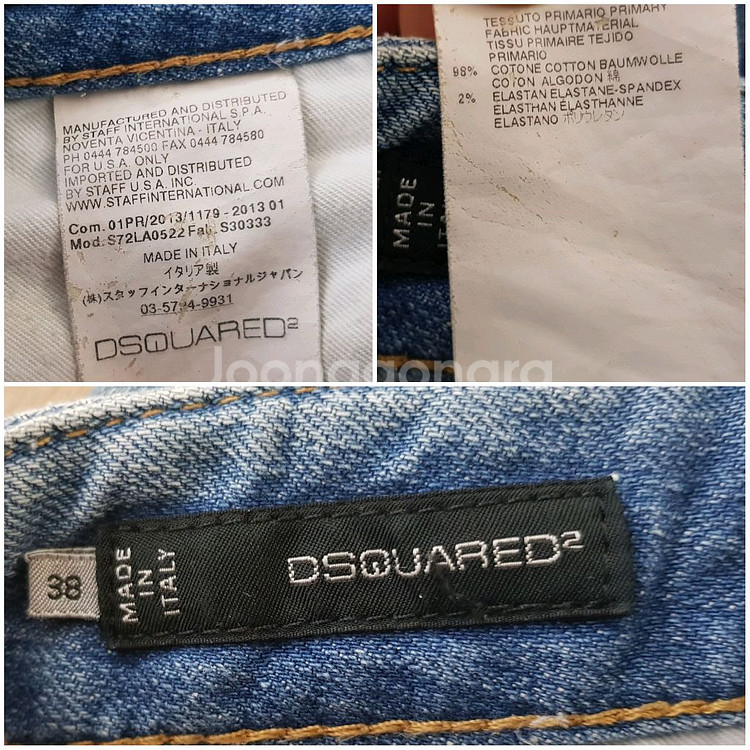 MANUFACTURED AND DISTRIBUTED
BY STAFF INTERNATIONAL S.P.A.
NOVENTA VICENTINA - ITALY
PH 0444 784500 FAX 0444 784580
FOR U.S.A. ONLY
IMPORTED AND DISTRIBUTED
BY STAFF U.S.A. INC.
WWW.STAFFINTERNATIONAL.COM
Com. 01PR/2013/1179 - 2013 01
Mod. S72LA0522 Fab. S30333
MADE IN ITALY
イタリア製
(株)スタッフインターナショナルジャパン
03-5724-9931
DSQUARED2
TESSUTO PRIMARIO PRIMARY
FABRIC HAUPTMATERIAL
TISSU PRIMAIRE TEJIDO
PRIMARIO
98% COTONE COTTON BAUMWOLLE
COTON ALGODON 綿
2% ELASTAN ELASTANE-SPANDEX
ELASTHAN ÉLASTHANNE
ELASTANO ポリウレタン
MADE
IN
Joonggonara
38
MADE
IN
ITALY
DSQUARED2